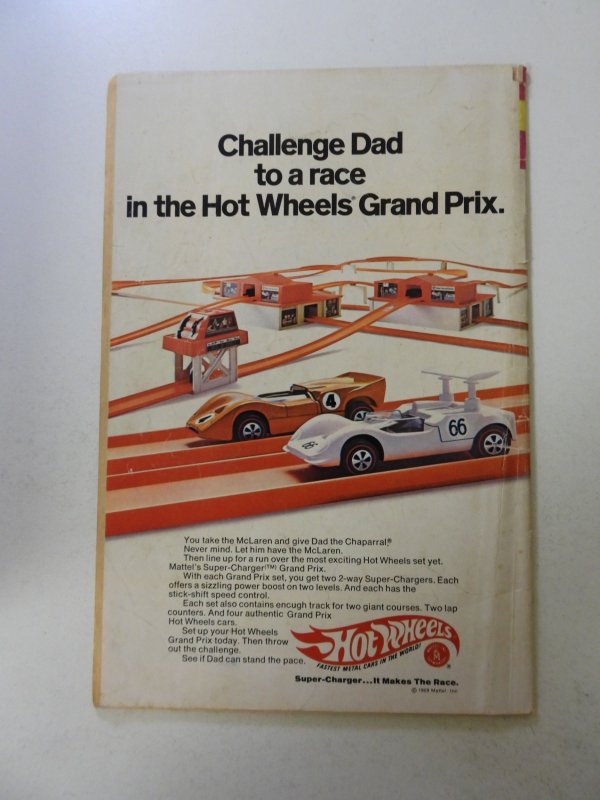 Challenge Dad
to a race
in the Hot Wheels® Grand Prix.
4
66
66
You take the McLaren and give Dad the Chaparral.®
Never mind. Let him have the McLaren.
Then line up for a run over the most exciting Hot Wheels set yet.
Mattel's Super-Charger(TM) Grand Prix.
With each Grand Prix set, you get two 2-way Super-Chargers. Each
offers a sizzling power boost on two levels. And each has the
stick-shift speed control.
Each set also contains enough track for two giant courses. Two lap
counters. And four authentic Grand Prix
Hot Wheels cars.
Set up your Hot Wheels
Grand Prix today. Then throw
out the challenge.
See if Dad can stand the pace.
Hot Wheels
FASTEST METAL CARS IN THE WORLD!
®
Super-Charger...It Makes The Race.
© 1969 Mattel, Inc.